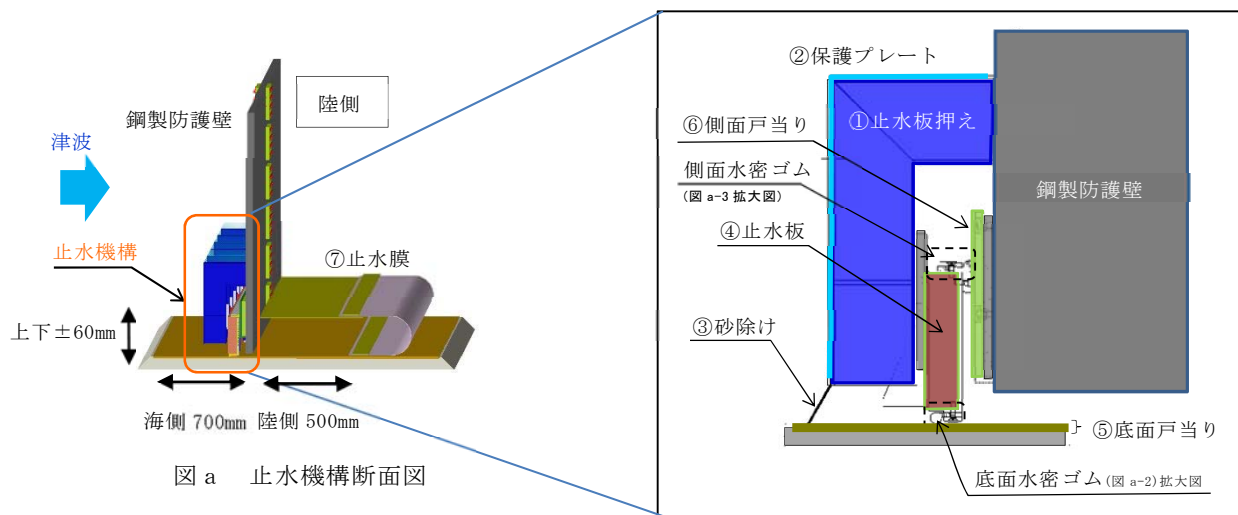 陸側
鋼製防護壁
津波
止水機構
⑦止水膜
上下±60mm
海側 700mm 陸側 500mm
図 a 止水機構断面図
②保護プレート
①止水板押え
⑥側面戸当り
側面水密ゴム
(図 a-3 拡大図)
鋼製防護壁
④止水板
③砂除け
⑤底面戸当り
底面水密ゴム(図 a-2)拡大図